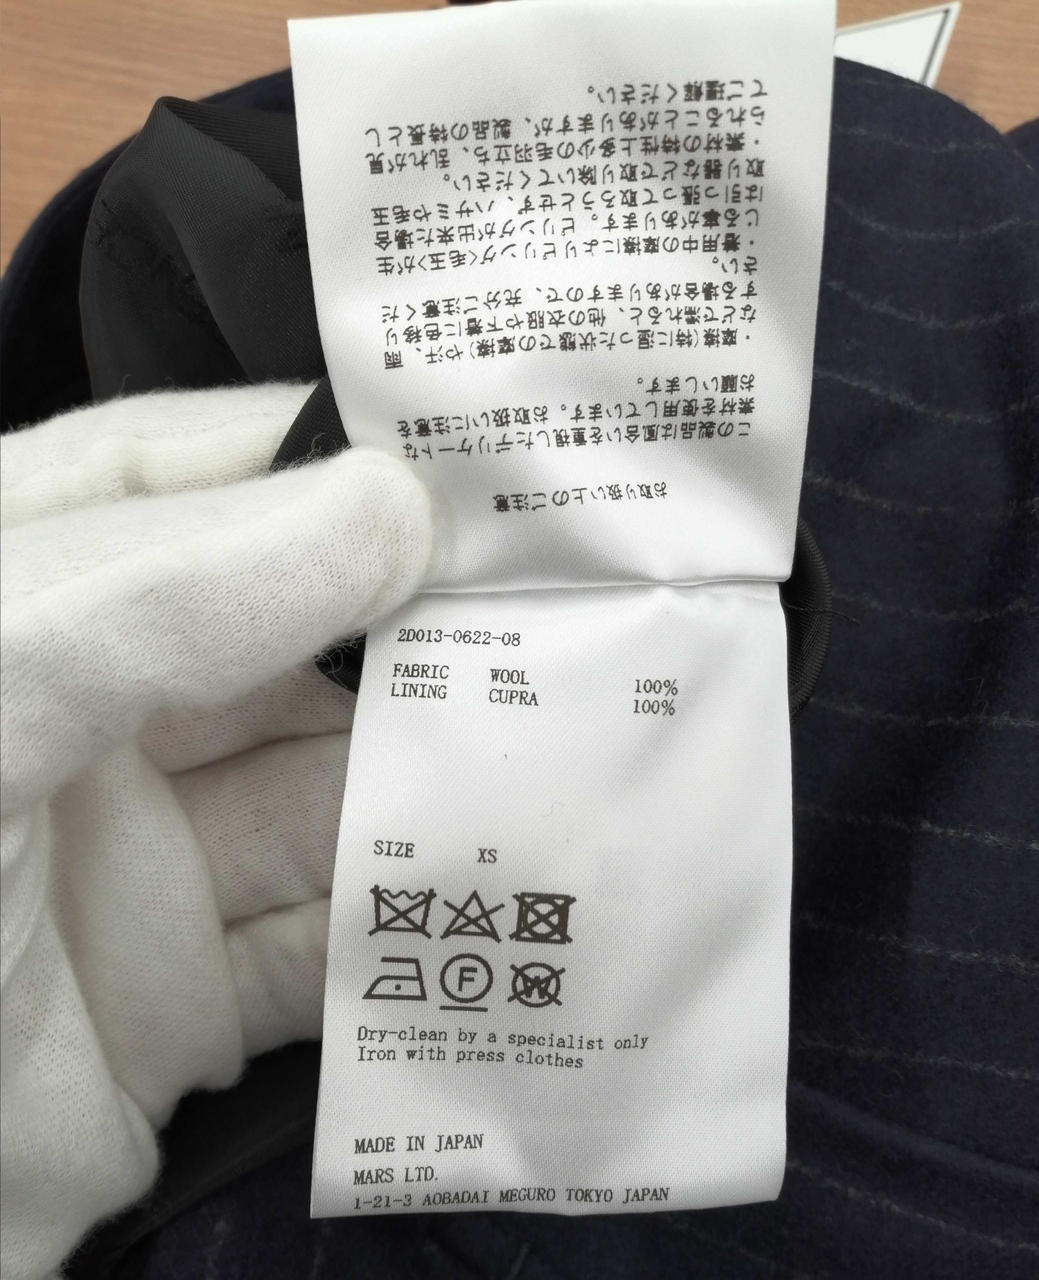 お取り扱い上のご注意
この製品は風合いを重視したデリケートな
素材を使用しています。お取扱いに注意を
お願いします。
・摩擦(特に湿った状態での摩擦)や汗、雨
などで濡れると、他の衣服や下着に色移り
する場合がありますので、充分ご注意くだ
さい。
・着用中の摩擦によりピリング<毛玉>が生
じる事があります。ピリングが出来た場合
は引っ張って取ろうとせず、ハサミや毛玉
取り器などで取り除いてください。
・素材の特性上多少の毛羽立ち、乱れが見
られることがありますが、製品の特長とし
てご理解ください。
2D013-0622-08
FABRIC WOOL 100%
LINING CUPRA 100%
SIZE XS
F W
Dry-clean by a specialist only
Iron with press clothes
MADE IN JAPAN
MARS LTD.
1-21-3 AOBADAI MEGURO TOKYO JAPAN